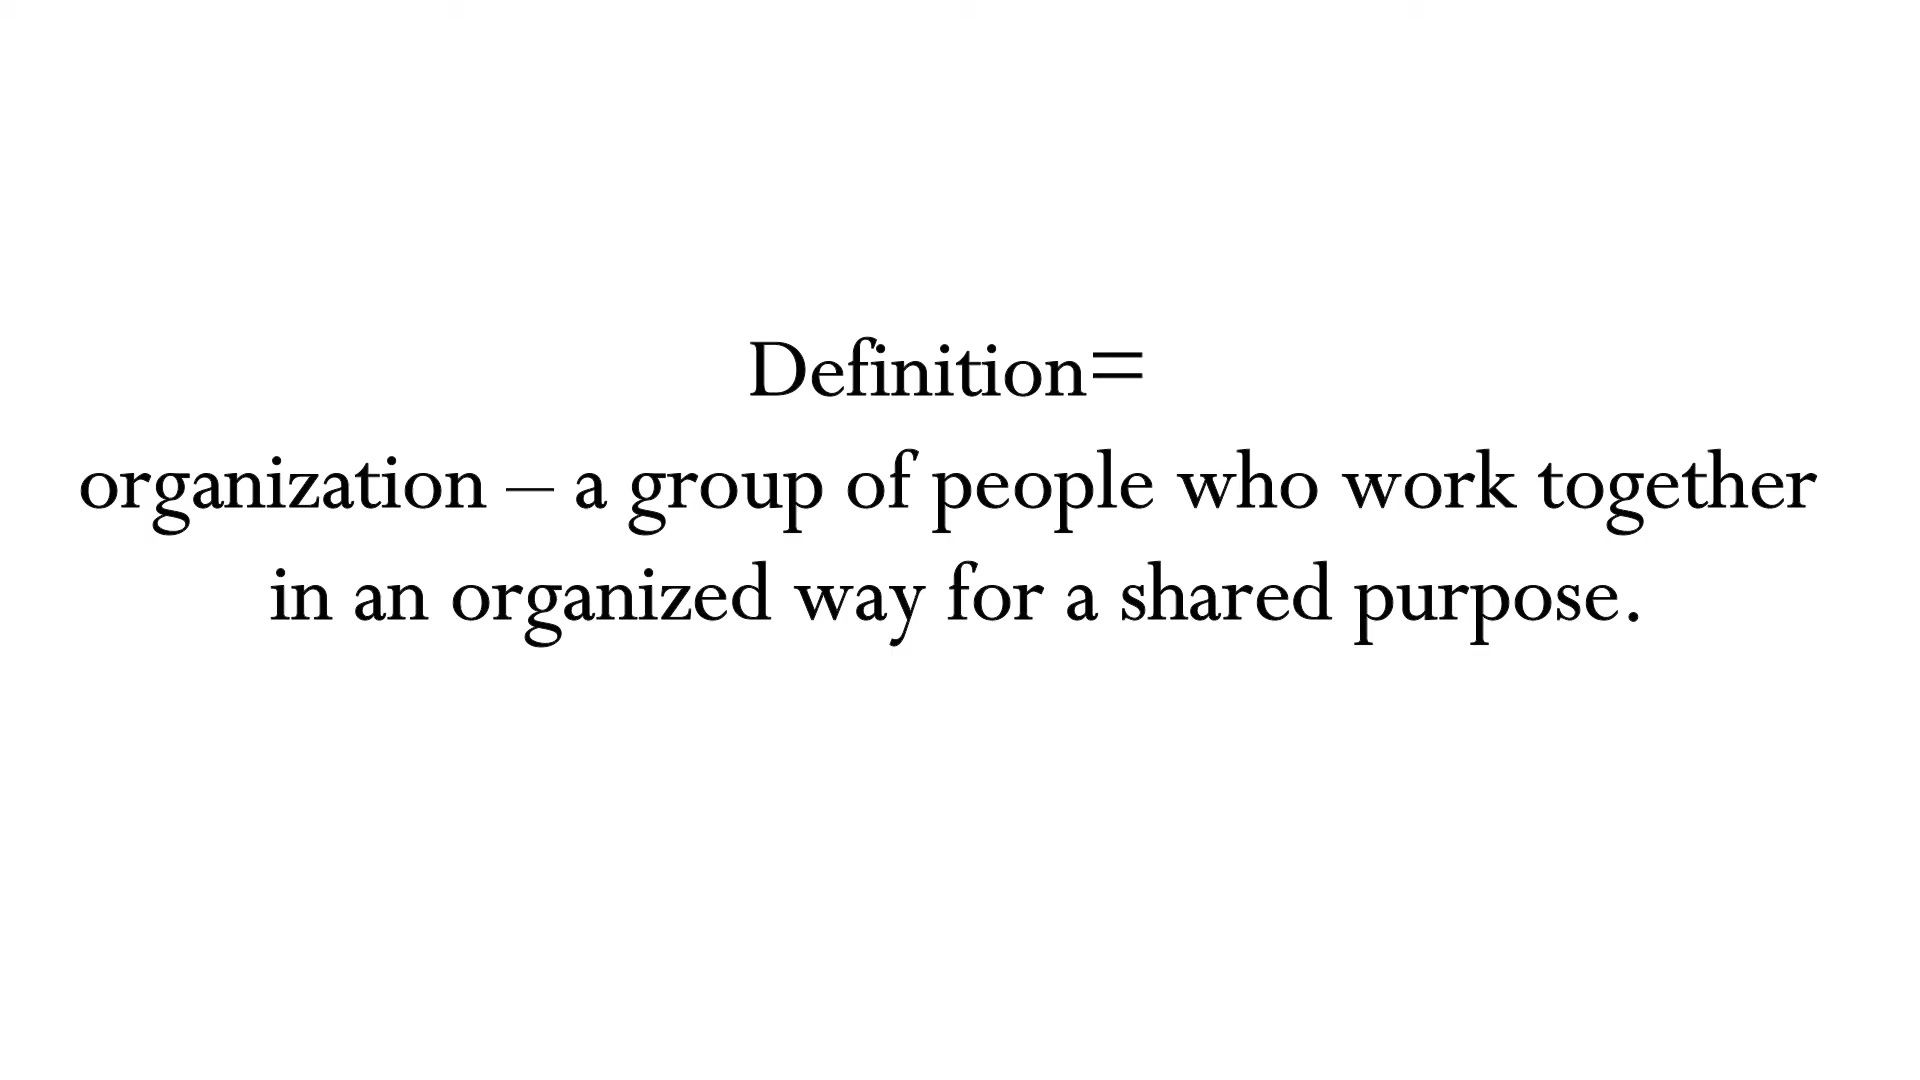 Definition=
organization – a group of people who work together
in an organized way for a shared purpose.